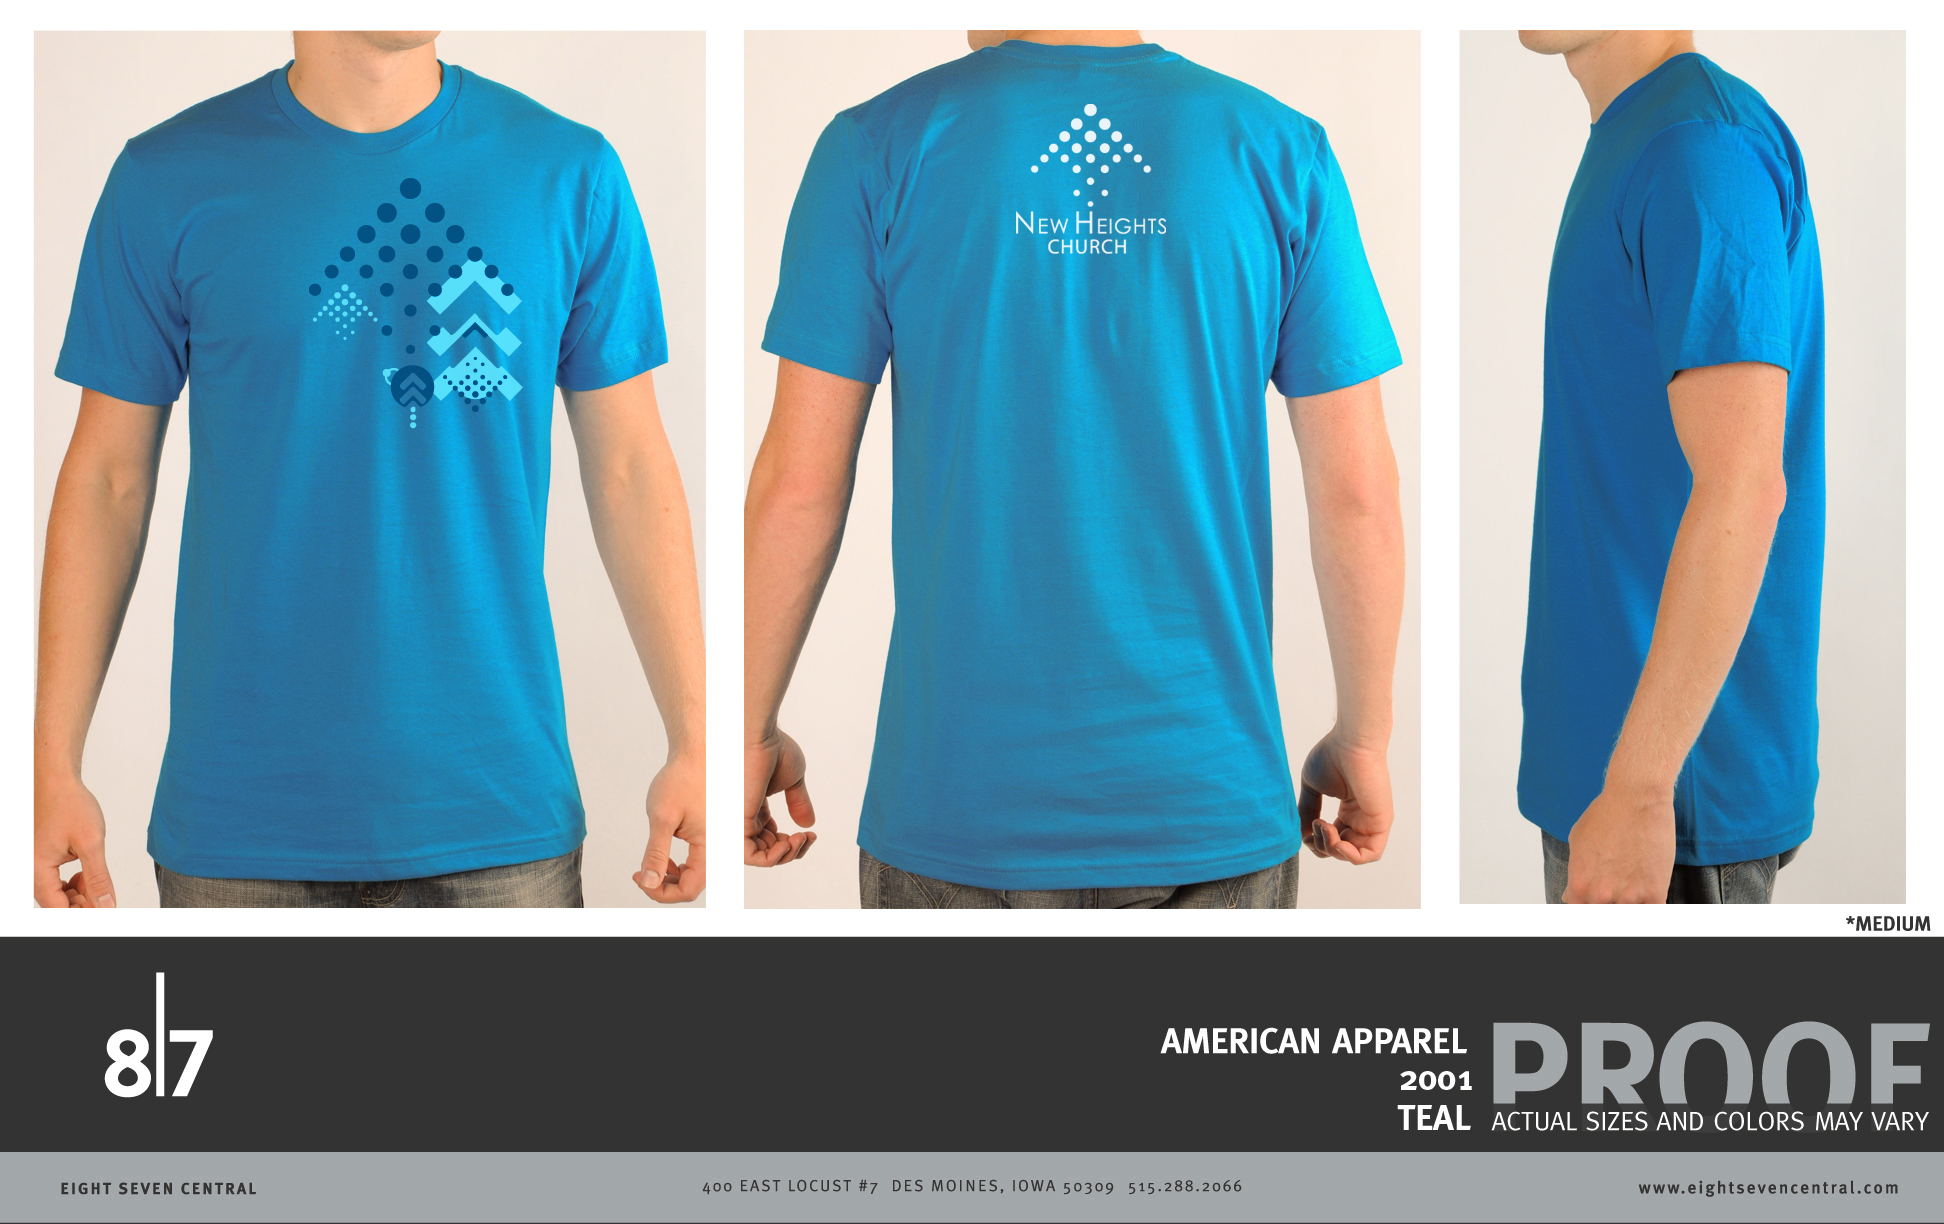 NEW HEIGHTS
CHURCH
*MEDIUM
8|7
AMERICAN APPAREL
2001
TEAL
PROOF
ACTUAL SIZES AND COLORS MAY VARY
EIGHT SEVEN CENTRAL
400 EAST LOCUST #7 DES MOINES, IOWA 50309 515.288.2066
www.eightsevencentral.com